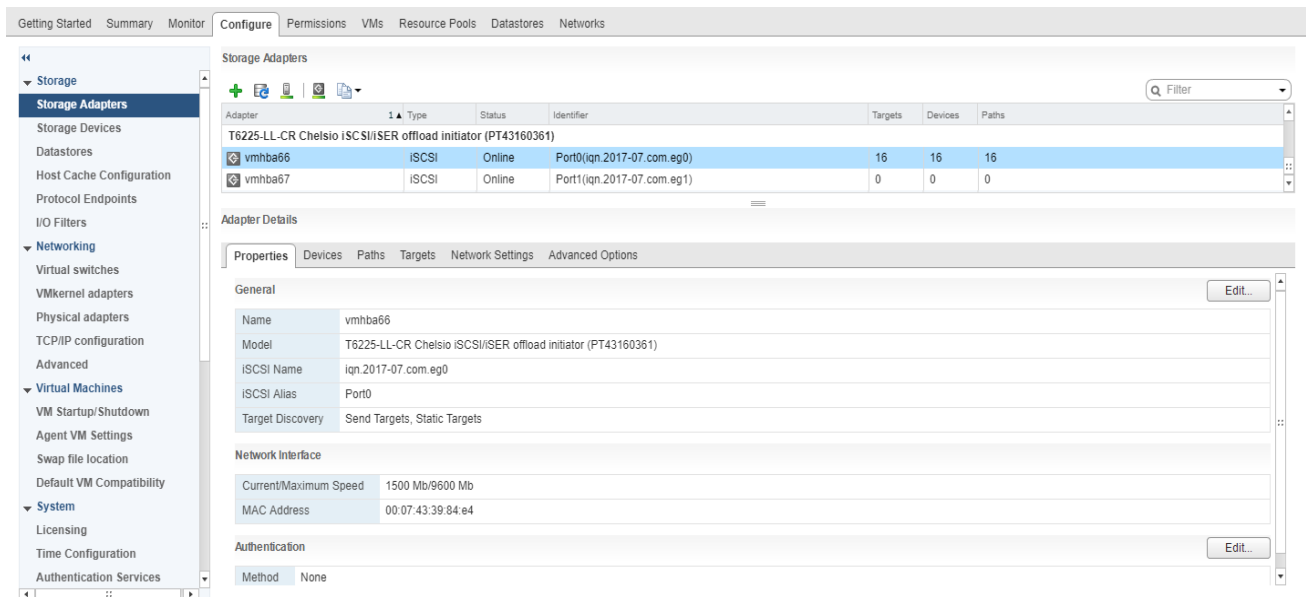 Getting Started Summary Monitor Configure Permissions VMs Resource Pools Datastores Networks
Storage
Storage Adapters
Storage Devices
Datastores
Host Cache Configuration
Protocol Endpoints
I/O Filters
Networking
Virtual switches
VMkernel adapters
Physical adapters
TCP/IP configuration
Advanced
Virtual Machines
VM Startup/Shutdown
Agent VM Settings
Swap file location
Default VM Compatibility
System
Licensing
Time Configuration
Authentication Services
Storage Adapters
Filter
Adapter 1 ▲ Type Status Identifier Targets Devices Paths
T6225-LL-CR Chelsio iSCSI/iSER offload initiator (PT43160361)
vmhba66 iSCSI Online Port0(iqn.2017-07.com.eg0) 16 16 16
vmhba67 iSCSI Online Port1(iqn.2017-07.com.eg1) 0 0 0
Adapter Details
Properties Devices Paths Targets Network Settings Advanced Options
General Edit...
Name vmhba66
Model T6225-LL-CR Chelsio iSCSI/iSER offload initiator (PT43160361)
iSCSI Name iqn.2017-07.com.eg0
iSCSI Alias Port0
Target Discovery Send Targets, Static Targets
Network Interface
Current/Maximum Speed 1500 Mb/9600 Mb
MAC Address 00:07:43:39:84:e4
Authentication Edit...
Method None